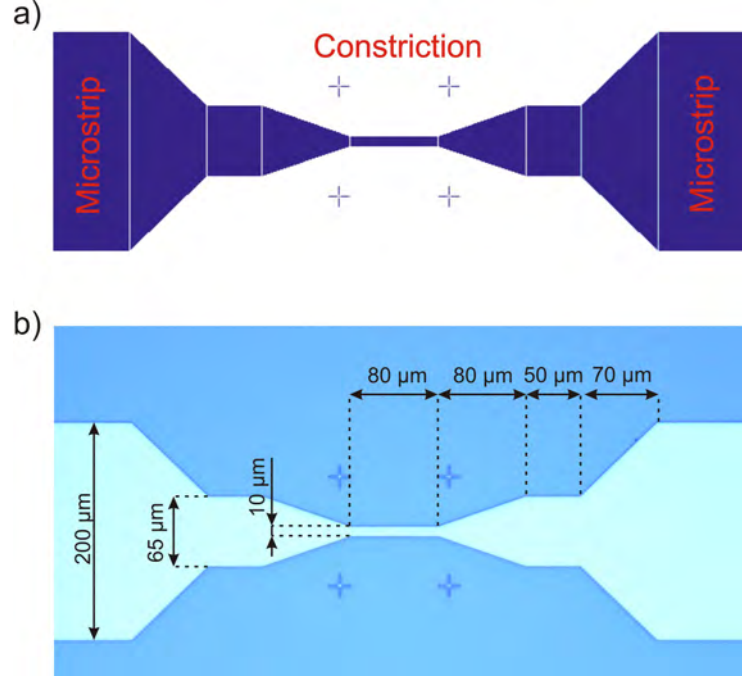 a)
Constriction
Microstrip
Microstrip
b)
80 µm
80 µm
50 µm
70 µm
10 µm
65 µm
200 µm